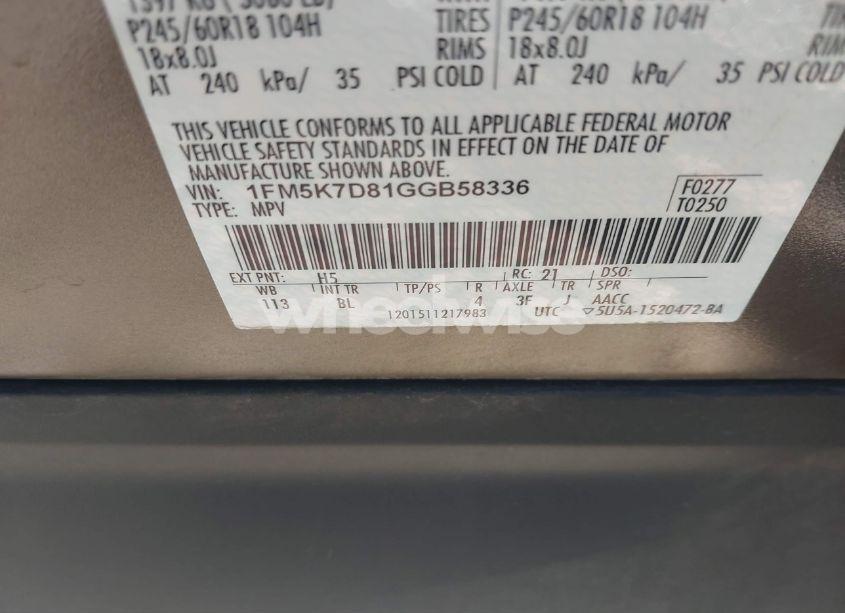 P245/60R18 104H TIRES P245/60R18 104H
18x8.0J RIMS 18x8.0J RIM
AT 240 kPa/ 35 PSI COLD AT 240 kPa/ 35 PSI COLD
THIS VEHICLE CONFORMS TO ALL APPLICABLE FEDERAL MOTOR
VEHICLE SAFETY STANDARDS IN EFFECT ON THE DATE OF
MANUFACTURE SHOWN ABOVE.
VIN: 1FM5K7D81GGB58336 F0277
TYPE: MPV T0250
EXT PNT: H5 RC: 21 DSO:
WB INT TR TP/PS R AXLE TR SPR
113 BL 4 3F J AACC
1201511217983 UTC ▽5U5A-1520472-BA
wheelwise